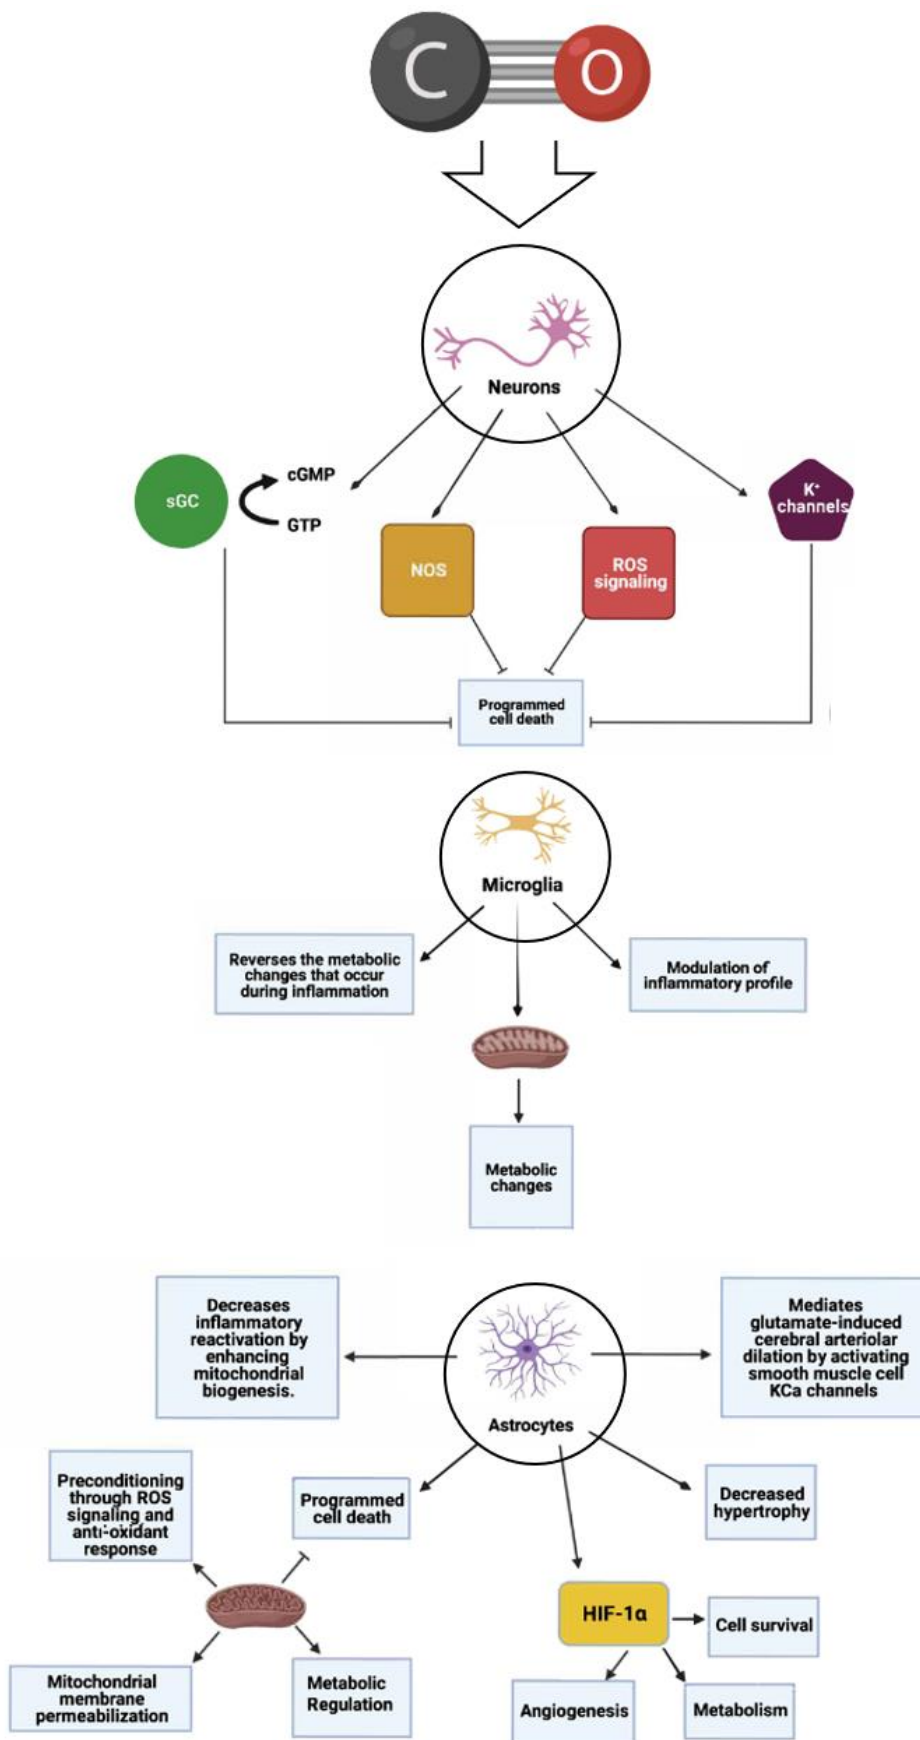 C
O
Neurons
sGC
cGMP
GTP
NOS
ROS
signaling
K⁺
channels
Programmed
cell death
Microglia
Reverses the metabolic
changes that occur
during inflammation
Modulation of
inflammatory profile
Metabolic
changes
Decreases
inflammatory
reactivation by
enhancing
mitochondrial
biogenesis.
Astrocytes
Mediates
glutamate-induced
cerebral arteriolar
dilation by activating
smooth muscle cell
KCa channels
Preconditioning
through ROS
signaling and
anti-oxidant
response
Programmed
cell death
Decreased
hypertrophy
HIF-1α
Cell survival
Mitochondrial
membrane
permeabilization
Metabolic
Regulation
Angiogenesis
Metabolism